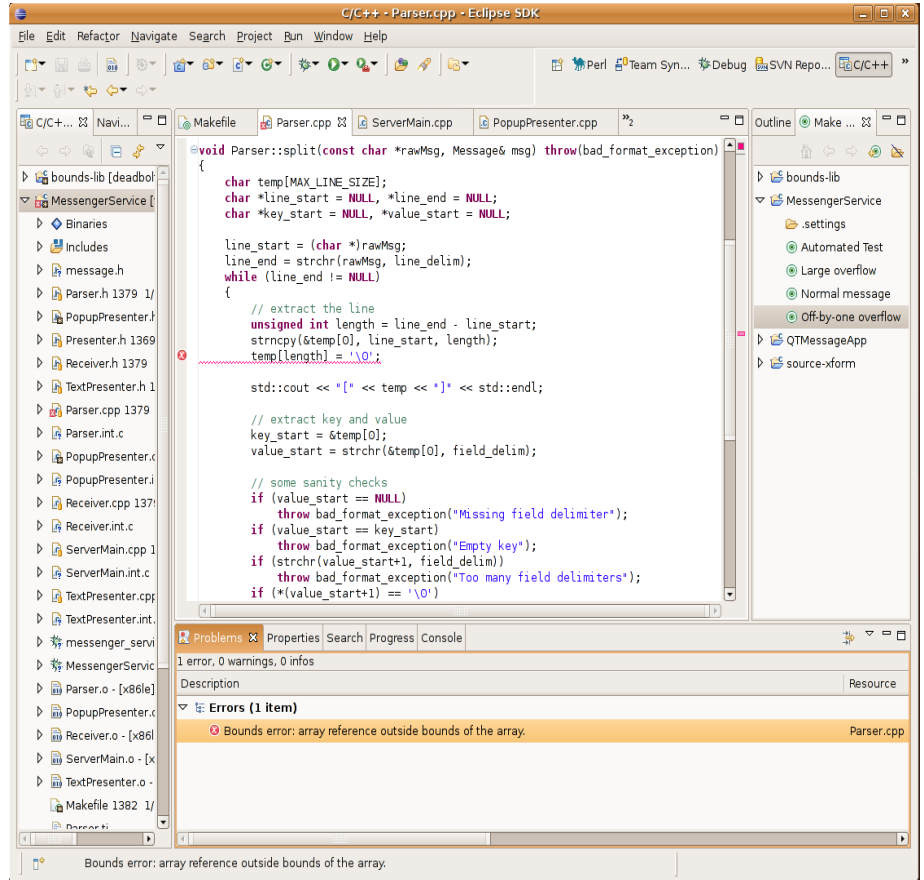 C/C++ - Parser.cpp - Eclipse SDK
File Edit Refactor Navigate Search Project Run Window Help
Perl Team Syn... Debug SVN Repo... C/C++ »
C/C+... Navi...
Makefile Parser.cpp ServerMain.cpp PopupPresenter.cpp »2
Outline Make ...
bounds-lib [deadbol
MessengerService [
Binaries
Includes
message.h
Parser.h 1379 1/
PopupPresenter.h
Presenter.h 1369
Receiver.h 1379
TextPresenter.h 1
Parser.cpp 1379
Parser.int.c
PopupPresenter.c
PopupPresenter.i
Receiver.cpp 1379
Receiver.int.c
ServerMain.cpp 1
ServerMain.int.c
TextPresenter.cpp
TextPresenter.int.
messenger_servi
MessengerServic
Parser.o - [x86le]
PopupPresenter.o
Receiver.o - [x86l
ServerMain.o - [x
TextPresenter.o -
Makefile 1382 1/
Parser.ti
void Parser::split(const char *rawMsg, Message& msg) throw(bad_format_exception)
{
char temp[MAX_LINE_SIZE];
char *line_start = NULL, *line_end = NULL;
char *key_start = NULL, *value_start = NULL;
line_start = (char *)rawMsg;
line_end = strchr(rawMsg, line_delim);
while (line_end != NULL)
{
// extract the line
unsigned int length = line_end - line_start;
strncpy(&temp[0], line_start, length);
temp[length] = '\0';
std::cout << "[" << temp << "]" << std::endl;
// extract key and value
key_start = &temp[0];
value_start = strchr(&temp[0], field_delim);
// some sanity checks
if (value_start == NULL)
throw bad_format_exception("Missing field delimiter");
if (value_start == key_start)
throw bad_format_exception("Empty key");
if (strchr(value_start+1, field_delim))
throw bad_format_exception("Too many field delimiters");
if (*(value_start+1) == '\0')
bounds-lib
MessengerService
.settings
Automated Test
Large overflow
Normal message
Off-by-one overflow
QTMessageApp
source-xform
Problems Properties Search Progress Console
1 error, 0 warnings, 0 infos
Description Resource
Errors (1 item)
Bounds error: array reference outside bounds of the array. Parser.cpp
Bounds error: array reference outside bounds of the array.